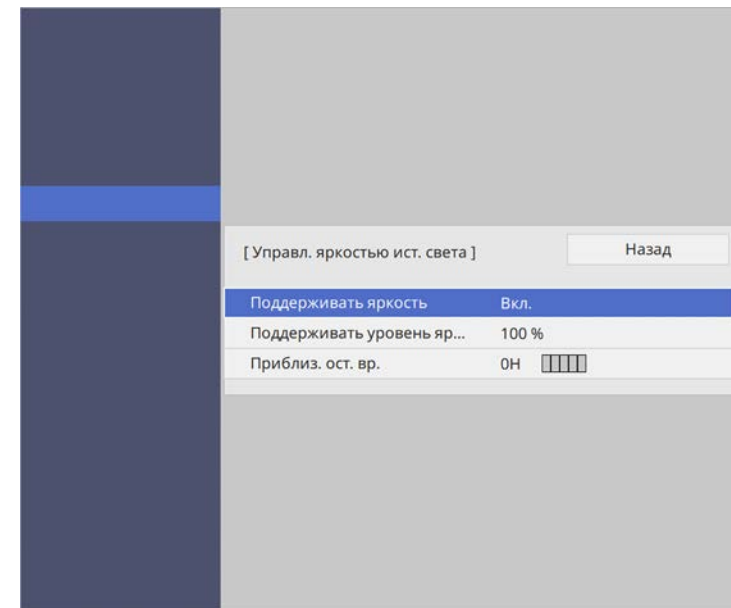 [ Управл. яркостью ист. света ] Назад
Поддерживать яркость Вкл.
Поддерживать уровень яр... 100 %
Приблиз. ост. вр. 0H